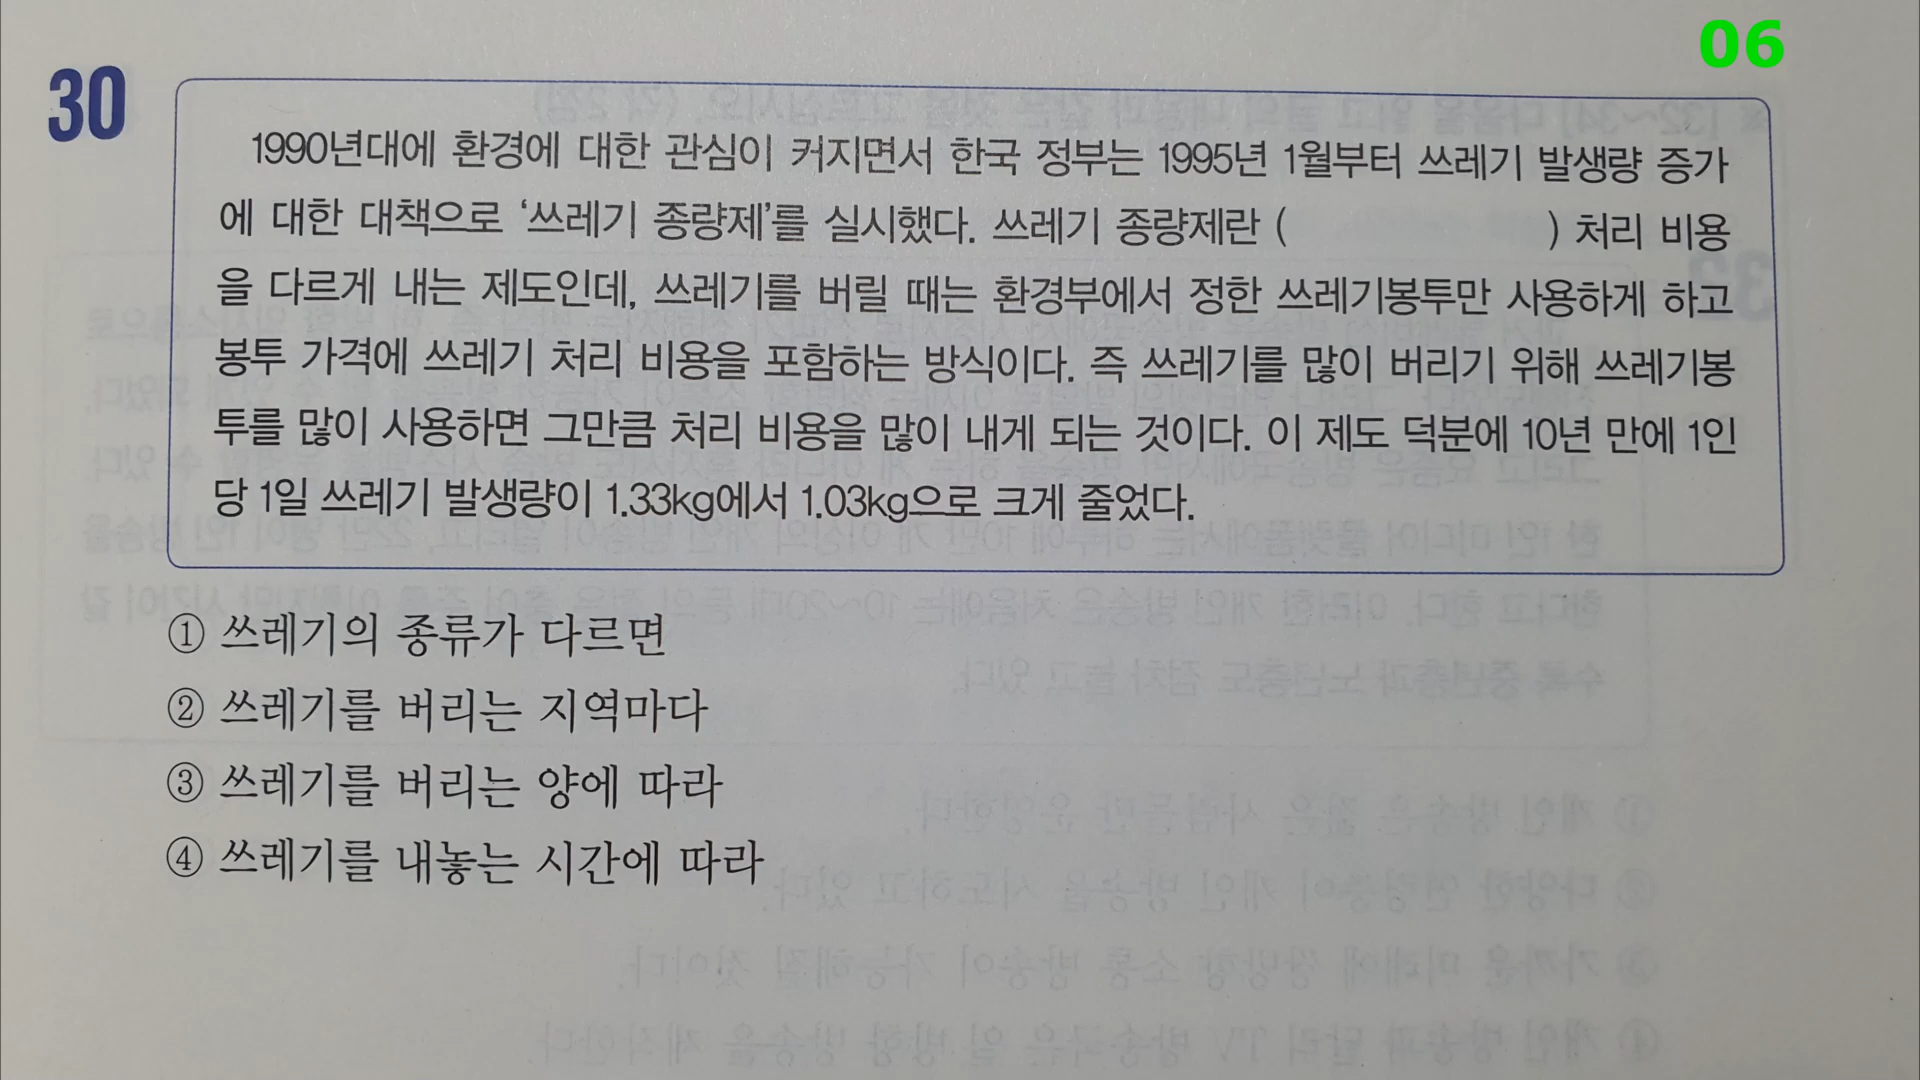 06
30
1990년대에 환경에 대한 관심이 커지면서 한국 정부는 1995년 1월부터 쓰레기 발생량 증가
에 대한 대책으로 ‘쓰레기 종량제’를 실시했다. 쓰레기 종량제란 ( ) 처리 비용
을 다르게 내는 제도인데, 쓰레기를 버릴 때는 환경부에서 정한 쓰레기봉투만 사용하게 하고
봉투 가격에 쓰레기 처리 비용을 포함하는 방식이다. 즉 쓰레기를 많이 버리기 위해 쓰레기봉
투를 많이 사용하면 그만큼 처리 비용을 많이 내게 되는 것이다. 이 제도 덕분에 10년 만에 1인
당 1일 쓰레기 발생량이 1.33kg에서 1.03kg으로 크게 줄었다.
① 쓰레기의 종류가 다르면
② 쓰레기를 버리는 지역마다
③ 쓰레기를 버리는 양에 따라
④ 쓰레기를 내놓는 시간에 따라